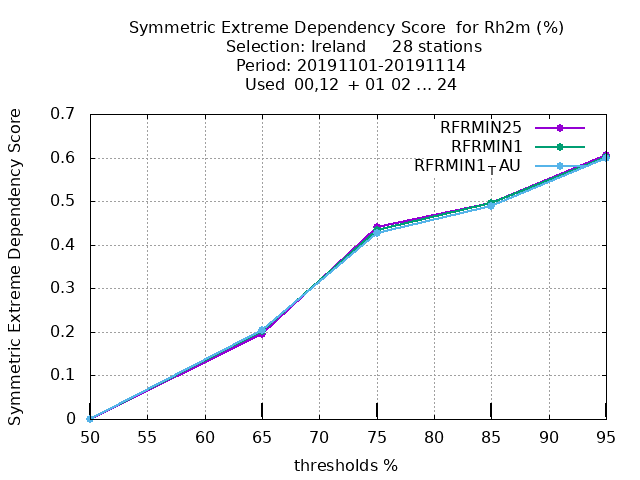 Symmetric Extreme Dependency Score for Rh2m (%)
Selection: Ireland 28 stations
Period: 20191101-20191114
Used 00,12 + 01 02 ... 24
Symmetric Extreme Dependency Score
0.7
0.6
0.5
0.4
0.3
0.2
0.1
0
RFRMIN25
RFRMIN1
RFRMIN1TAU
50 55 60 65 70 75 80 85 90 95
thresholds %